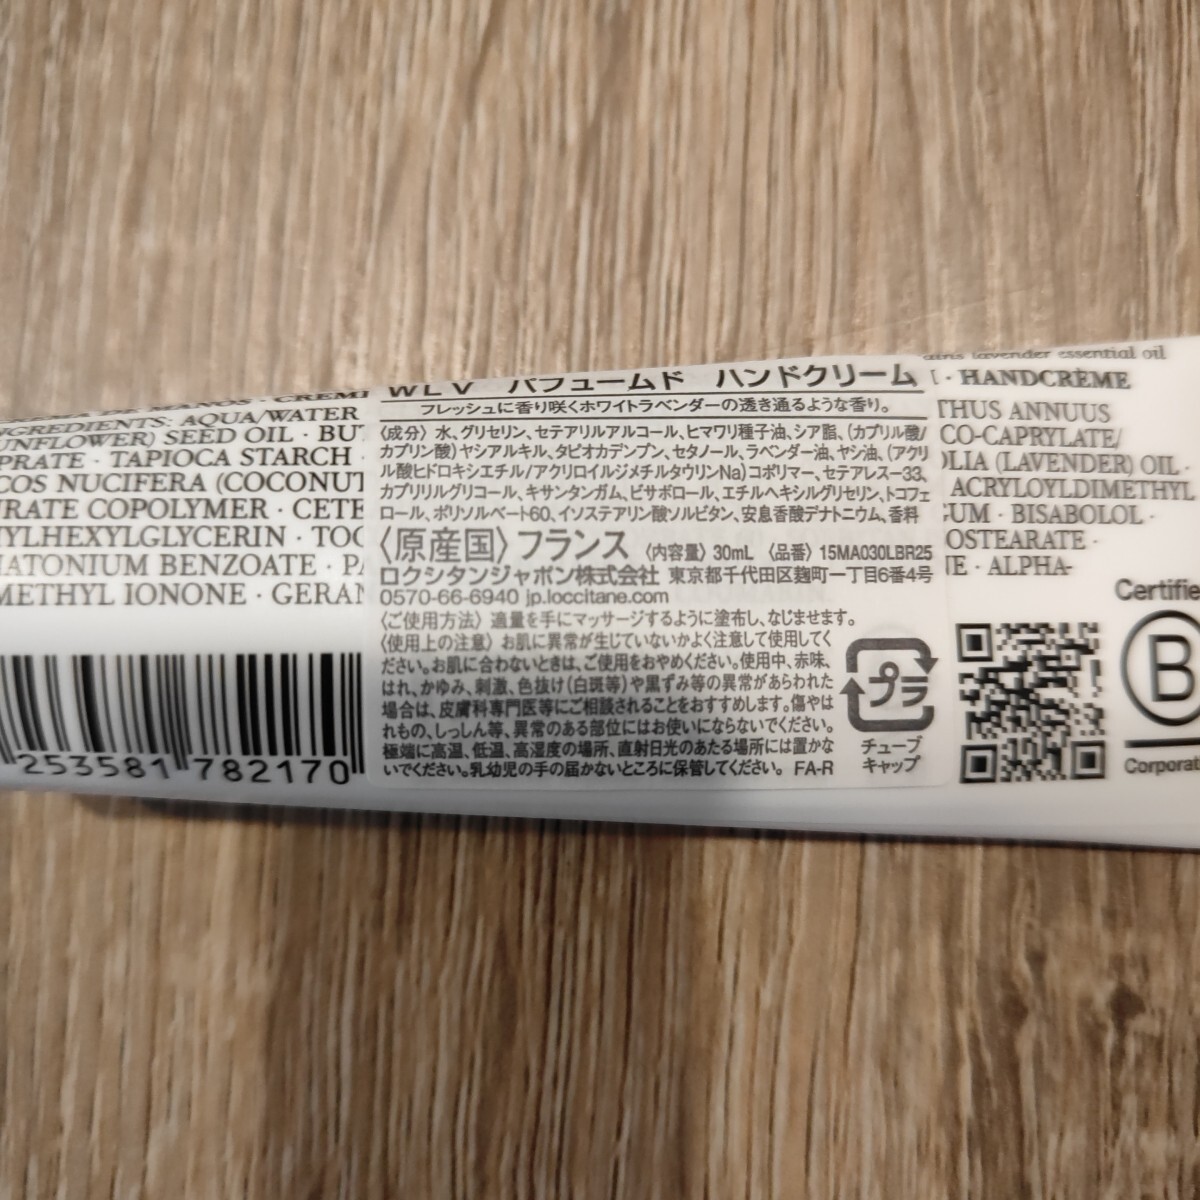 WLV パフュームド ハンドクリーム
フレッシュに香り咲くホワイトラベンダーの透き通るような香り。
〈成分〉水、グリセリン、セテアリルアルコール、ヒマワリ種子油、シア脂、(カプリル酸/
カプリン酸)ヤシアルキル、タピオカデンプン、セタノール、ラベンダー油、ヤシ油、(アクリ
ル酸ヒドロキシエチル/アクリロイルジメチルタウリンNa)コポリマー、セテアレス-33、
カプリリルグリコール、キサンタンガム、ビサボロール、エチルヘキシルグリセリン、トコフェ
ロール、ポリソルベート60、イソステアリン酸ソルビタン、安息香酸デナトニウム、香料
〈原産国〉フランス 〈内容量〉30mL 〈品番〉15MA030LBR25
ロクシタンジャポン株式会社 東京都千代田区麹町一丁目6番4号
0570-66-6940 jp.loccitane.com
〈ご使用方法〉適量を手にマッサージするように塗布し、なじませます。
〈使用上の注意〉お肌に異常が生じていないかよく注意して使用してく
ださい。お肌に合わないときは、ご使用をおやめください。使用中、赤味、
はれ、かゆみ、刺激、色抜け(白斑等)や黒ずみ等の異常があらわれた
場合は、皮膚科専門医等にご相談されることをおすすめします。傷やは
れもの、しっしん等、異常のある部位にはお使いにならないでください。
極端に高温、低温、高湿度の場所、直射日光のあたる場所には置かな
いでください。乳幼児の手の届かないところに保管してください。 FA-R
プラ
チューブ
キャップ
DE MANOS · CREM
NGREDIENTS: AQUA/WATER
UNFLOWER) SEED OIL · BUT
PRATE · TAPIOCA STARCH ·
COS NUCIFERA (COCONUT
RATE COPOLYMER · CETE
YLHEXYLGLYCERIN · TOC
ATONIUM BENZOATE · PA
METHYL IONONE · GERAN
253581 782170
lavender essential oil
· HANDCRÈME
THUS ANNUUS
CO-CAPRYLATE/
OLIA (LAVENDER) OIL ·
ACRYLOYLDIMETHYL
GUM · BISABOLOL ·
OSTEARATE ·
NE · ALPHA-
Certifie
B
Corporat